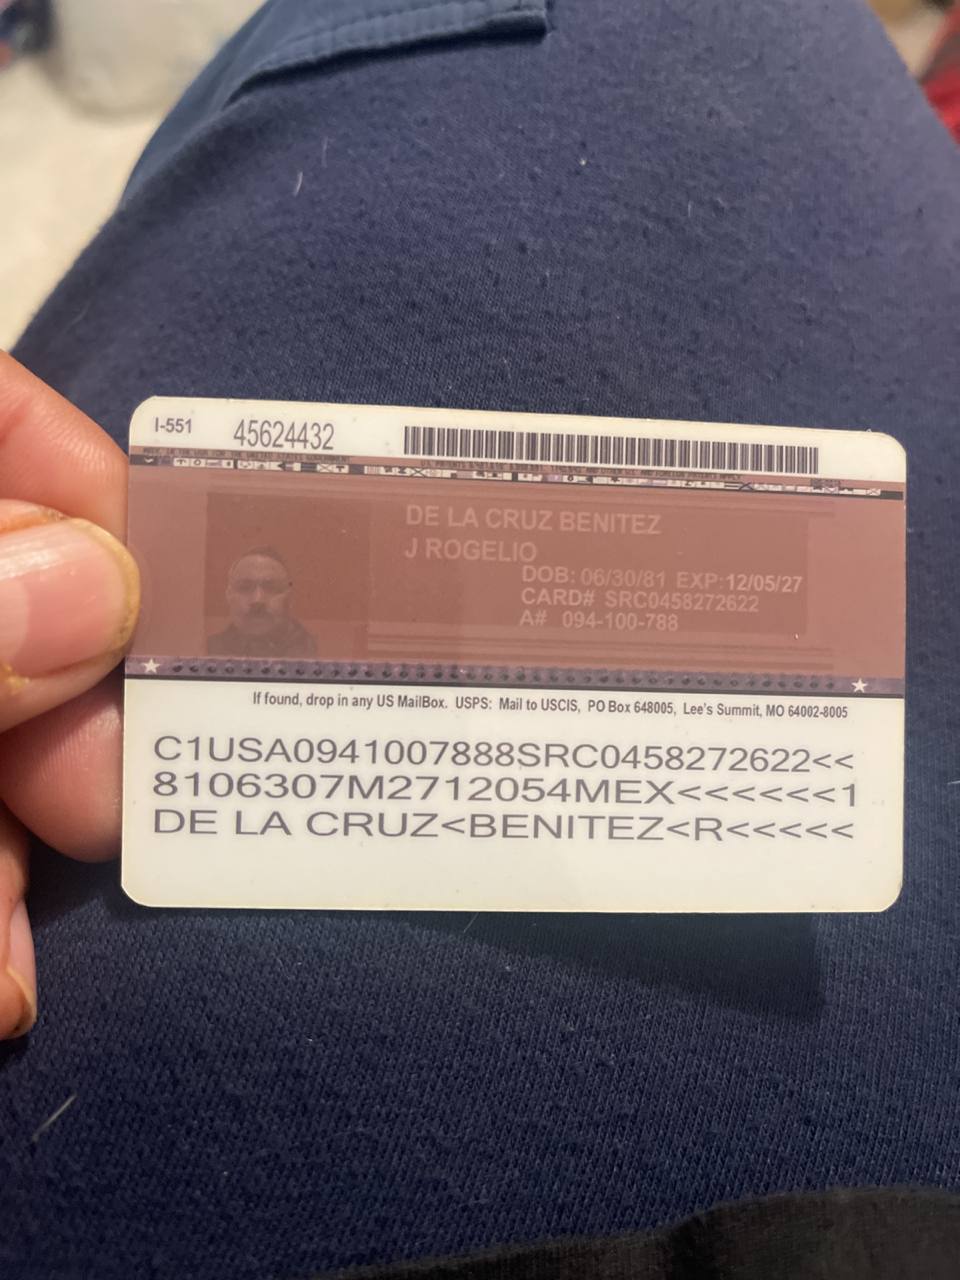 I-551 45624432
DE LA CRUZ BENITEZ
J ROGELIO
DOB: 06/30/81 EXP:12/05/27
CARD# SRC0458272622
A# 094-100-788
If found, drop in any US MailBox. USPS: Mail to USCIS, PO Box 648005, Lee's Summit, MO 64002-8005
C1USA0941007888SRC0458272622<<
8106307M2712054MEX<<<<<<1
DE LA CRUZ<BENITEZ<R<<<<<